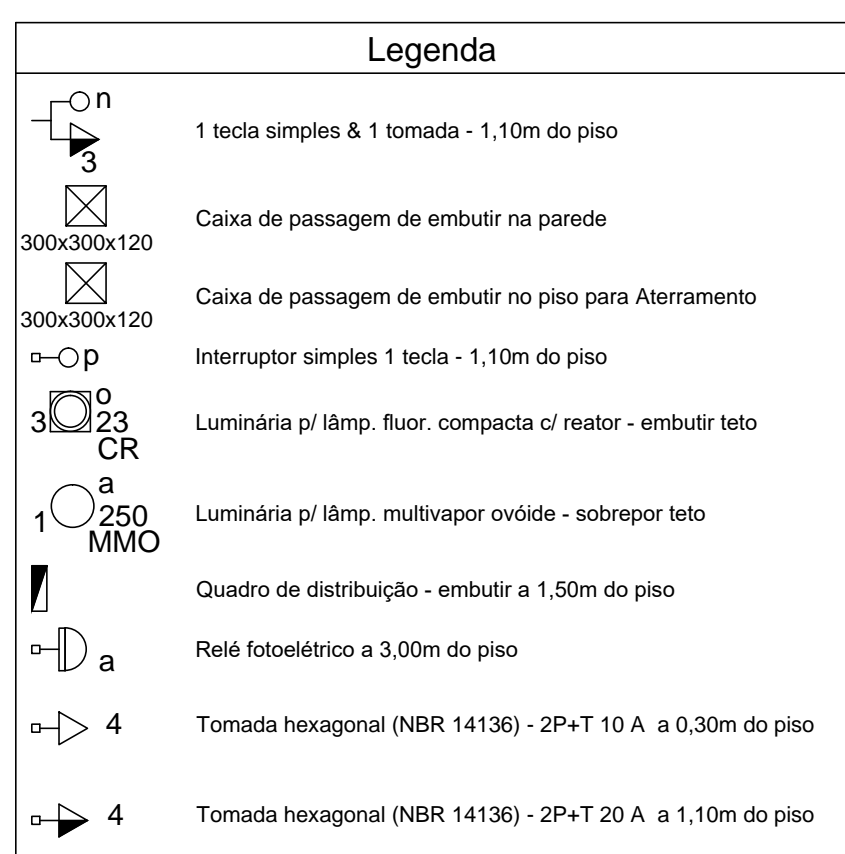 Legenda
n
3
1 tecla simples & 1 tomada - 1,10m do piso
300x300x120
Caixa de passagem de embutir na parede
300x300x120
Caixa de passagem de embutir no piso para Aterramento
p
Interruptor simples 1 tecla - 1,10m do piso
o
3 23
CR
Luminária p/ lâmp. fluor. compacta c/ reator - embutir teto
a
1 250
MMO
Luminária p/ lâmp. multivapor ovóide - sobrepor teto
Quadro de distribuição - embutir a 1,50m do piso
a
Relé fotoelétrico a 3,00m do piso
4 Tomada hexagonal (NBR 14136) - 2P+T 10 A a 0,30m do piso
4 Tomada hexagonal (NBR 14136) - 2P+T 20 A a 1,10m do piso